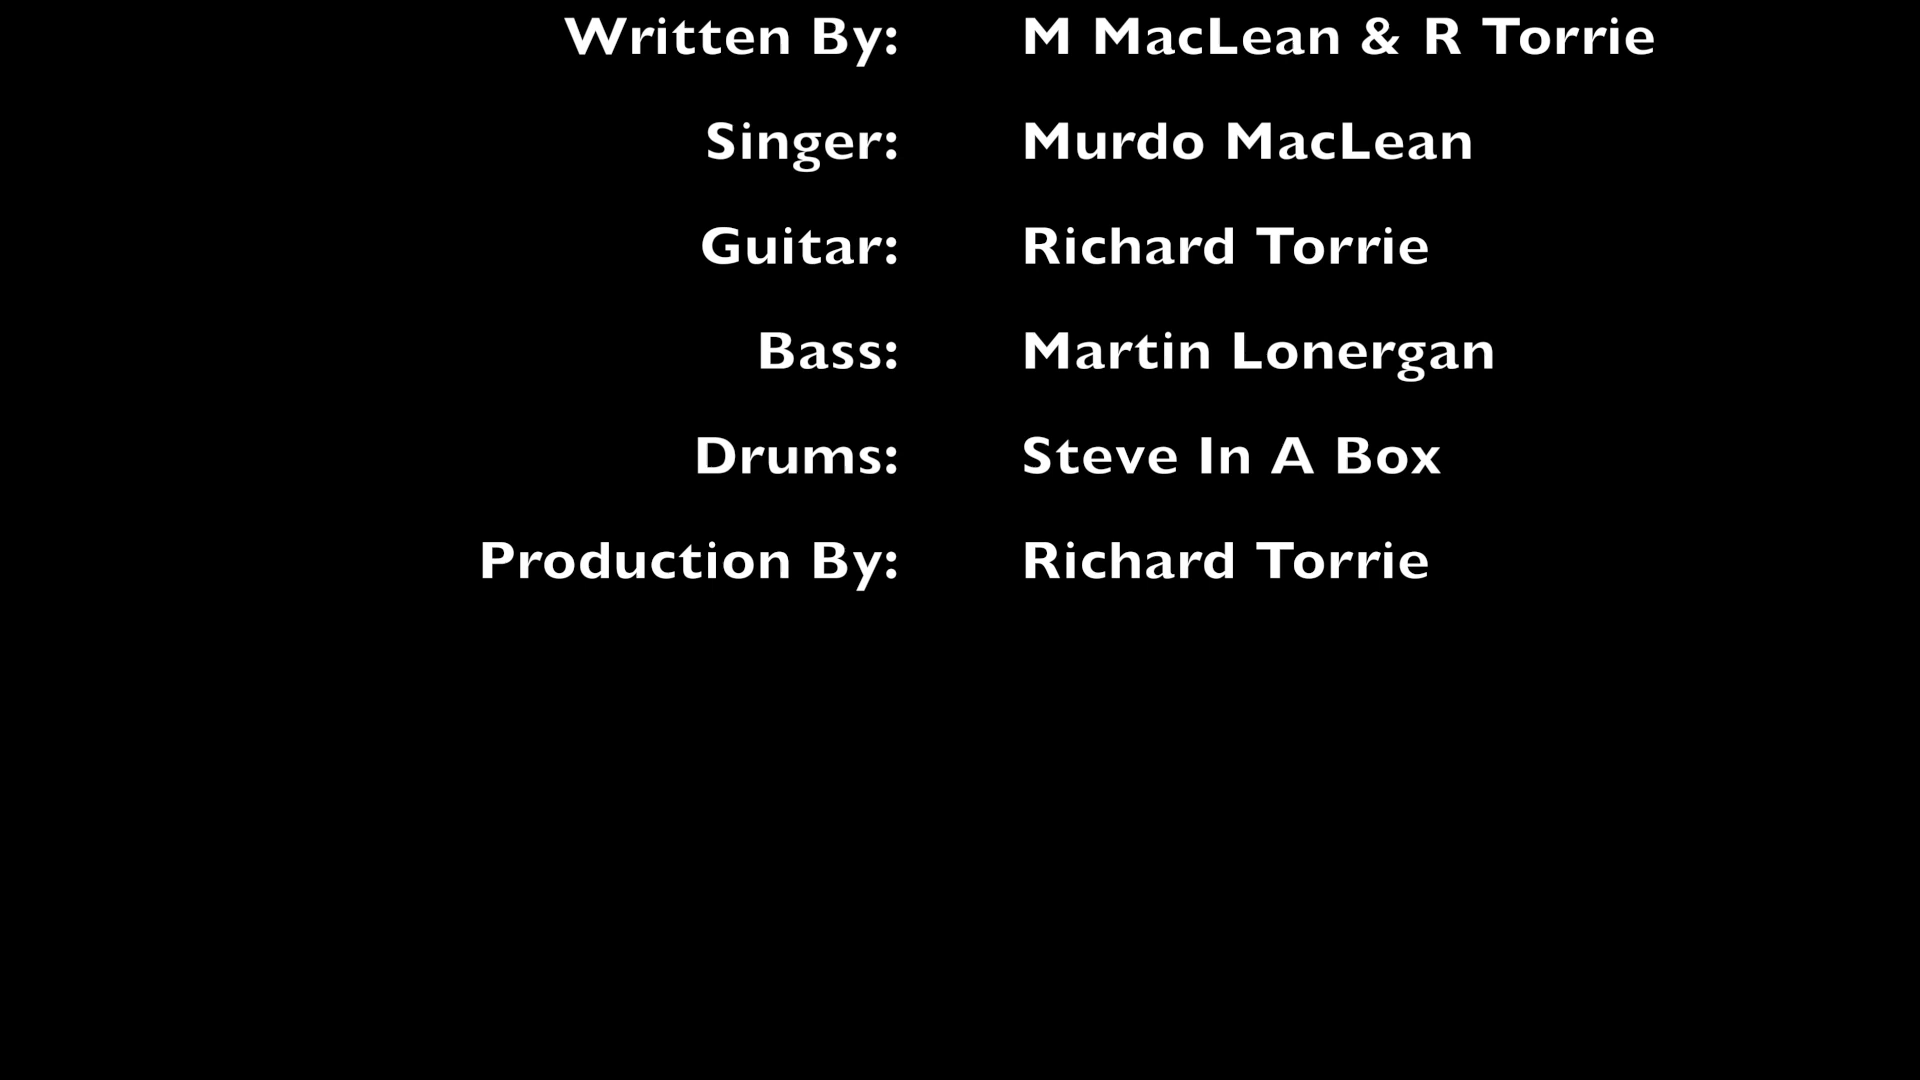 Written By: M MacLean & R Torrie
Singer: Murdo MacLean
Guitar: Richard Torrie
Bass: Martin Lonergan
Drums: Steve In A Box
Production By: Richard Torrie